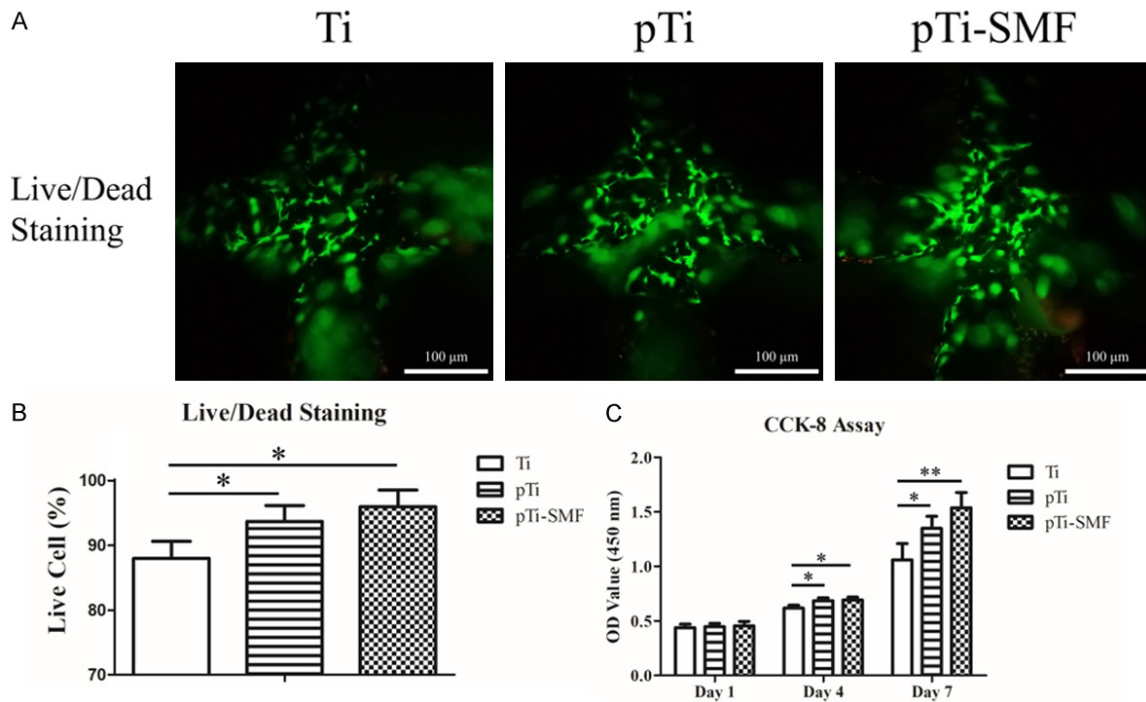 A
Ti
pTi
pTi-SMF
Live/Dead
Staining
100 μm
100 μm
100 μm
B
Live/Dead Staining
Live Cell (%)
100
90
80
70
*
*
Ti
pTi
pTi-SMF
C
CCK-8 Assay
OD Value (450 nm)
2.0
1.5
1.0
0.5
0.0
*
*
*
**
Day 1
Day 4
Day 7
Ti
pTi
pTi-SMF